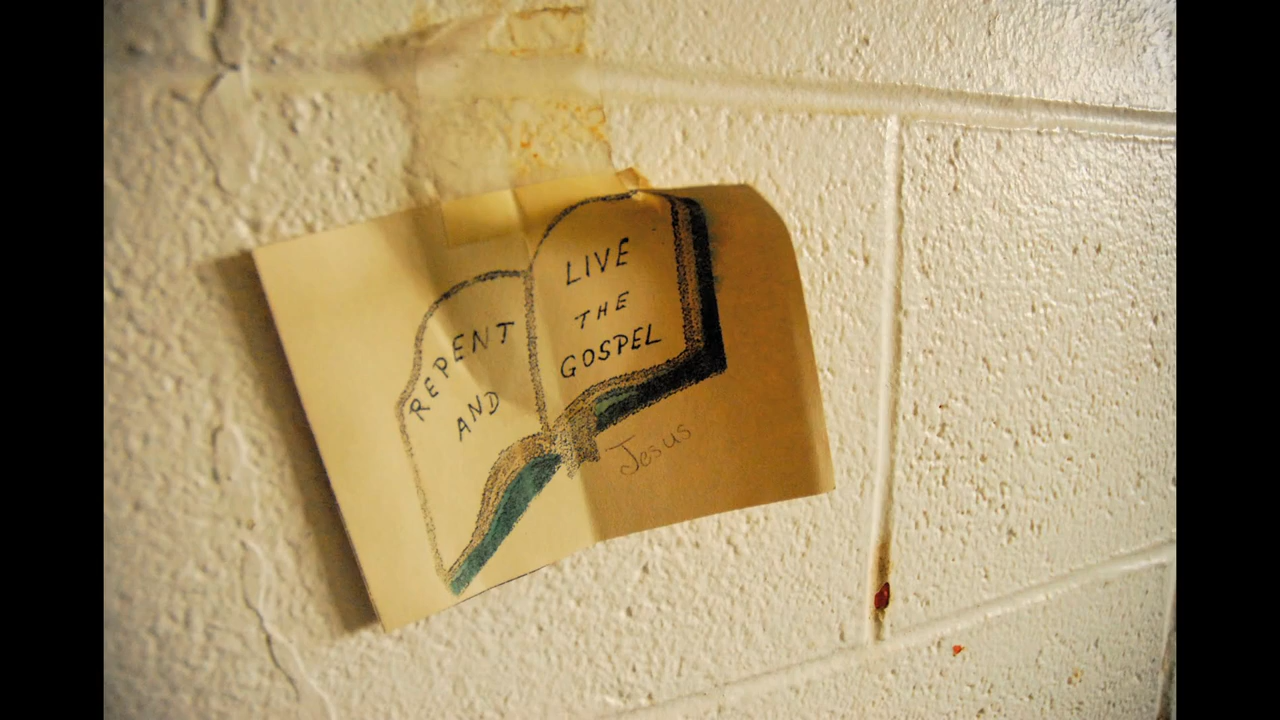 REPENT
AND
LIVE
THE
GOSPEL
Jesus